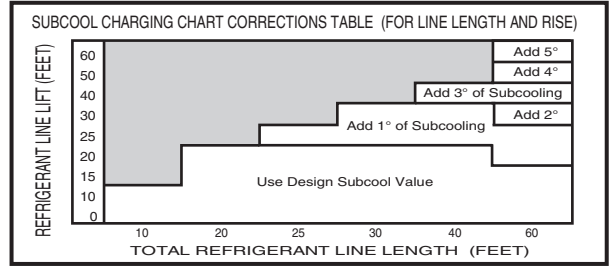 SUBCOOL CHARGING CHART CORRECTIONS TABLE (FOR LINE LENGTH AND RISE)
REFRIGERANT LINE LIFT (FEET)
60
50
40
30
25
20
15
10
0
Add 5°
Add 4°
Add 3° of Subcooling
Add 2°
Add 1° of Subcooling
Use Design Subcool Value
10 20 25 30 40 60
TOTAL REFRIGERANT LINE LENGTH (FEET)